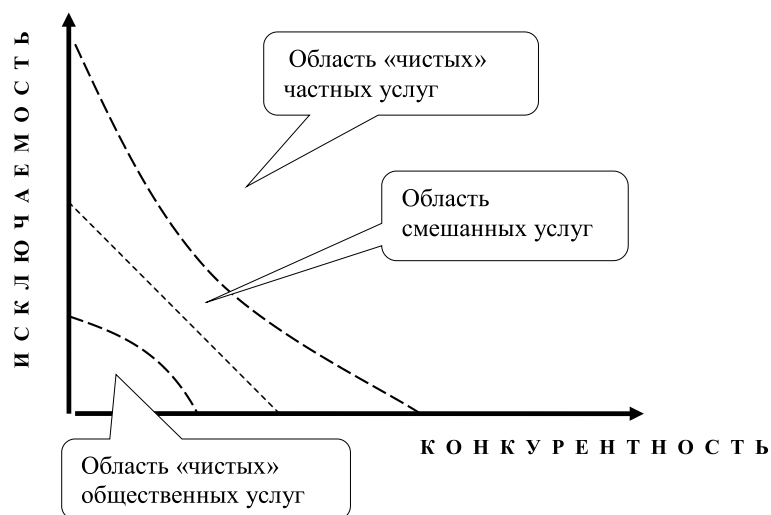 ИСКЛЮЧАЕМОСТЬ
Область «чистых»
частных услуг
Область
смешанных услуг
КОНКУРЕНТНОСТЬ
Область «чистых»
общественных услуг